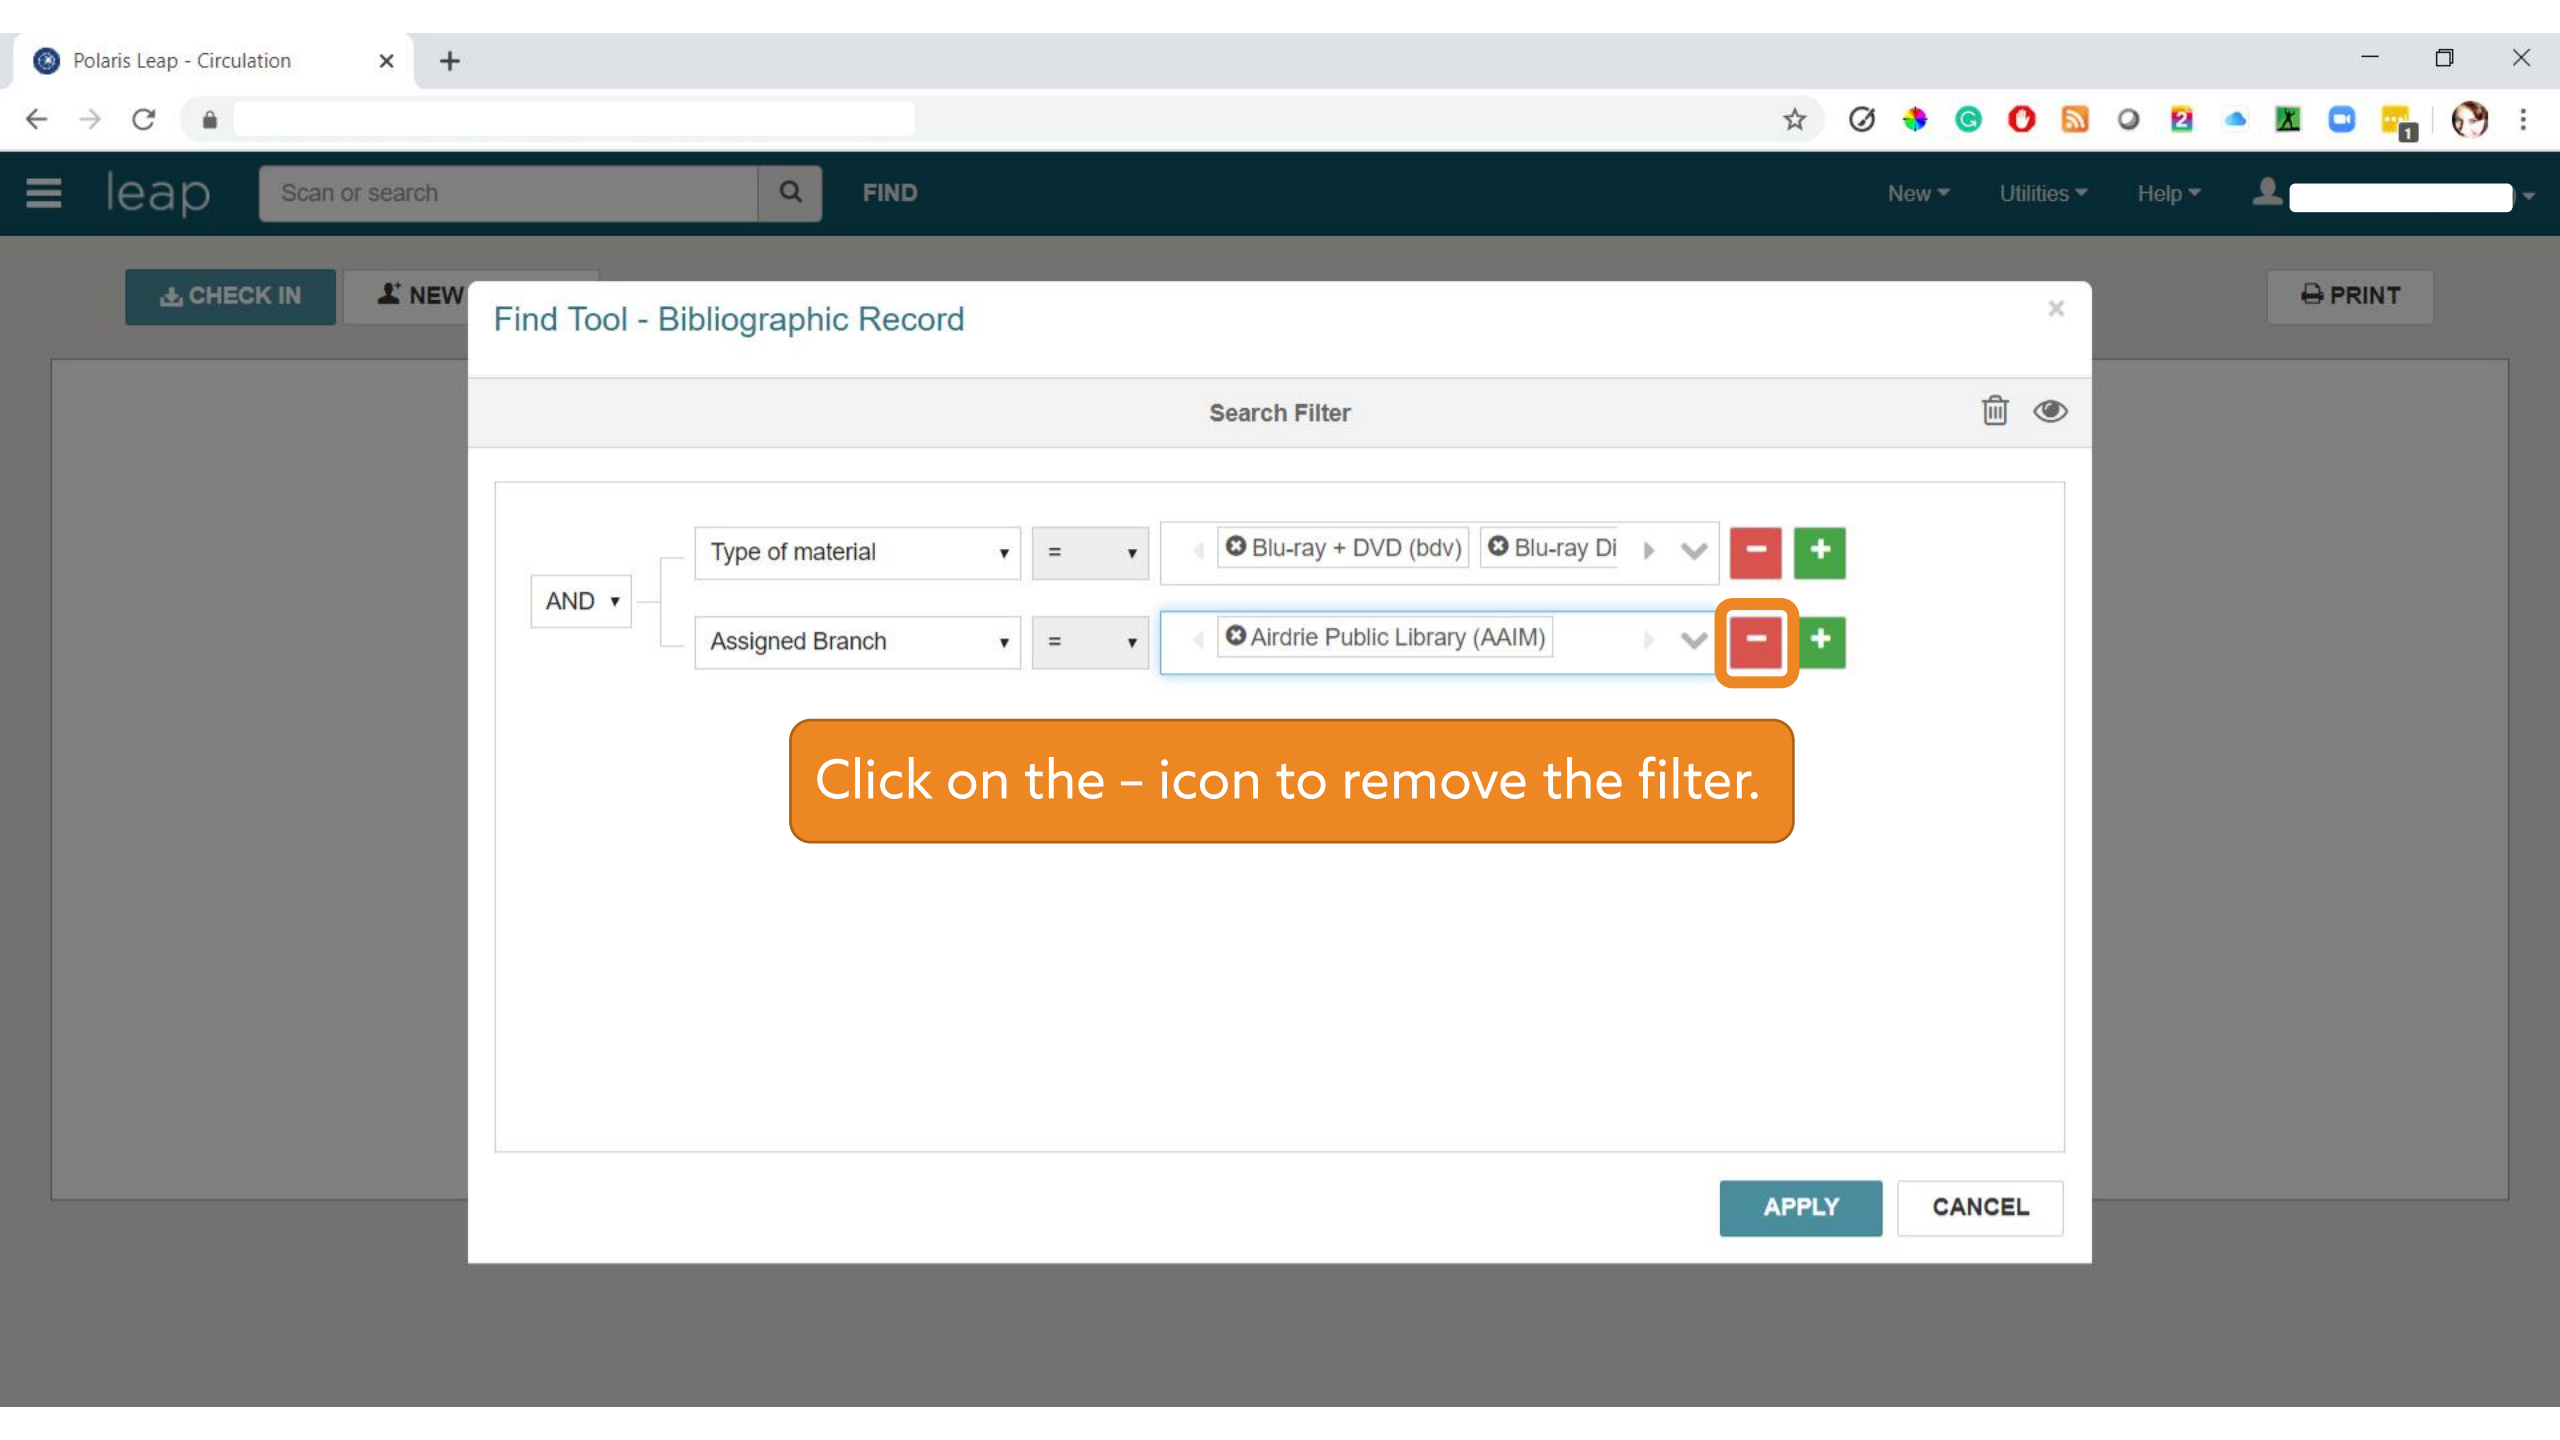 Polaris Leap - Circulation
1
leap
Scan or search
FIND
New
Utilities
Help
CHECK IN
NEW
PRINT
Find Tool - Bibliographic Record
Search Filter
AND
Type of material
=
Blu-ray + DVD (bdv)
Blu-ray Di
Assigned Branch
=
Airdrie Public Library (AAIM)
Click on the – icon to remove the filter.
APPLY
CANCEL